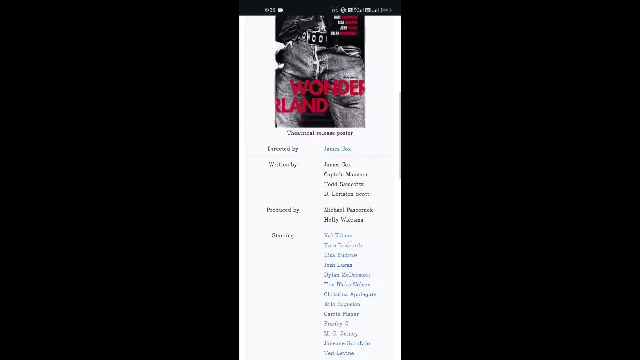 WONDER
RLAND
Theatrical release poster
Directed by
James Cox
Written by
James Cox
Captain Mauzner
Todd Samovitz
D. Loriston Scott
Produced by
Michael Paseornek
Holly Wiersma
Starring
Val Kilmer
Kate Bosworth
Lisa Kudrow
Josh Lucas
Dylan McDermott
Tim Blake Nelson
Christina Applegate
Eric Bogosian
Carrie Fisher
Franky G
M. C. Gainey
Janeane Garofalo
Ted Levine